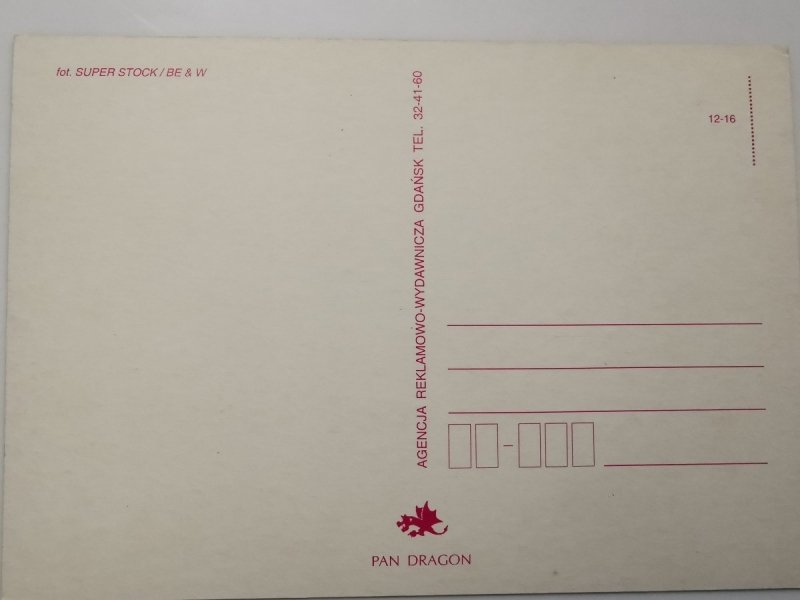 fot. SUPER STOCK / BE & W
AGENCJA REKLAMOWO-WYDAWNICZA GDAŃSK TEL. 32-41-60
12-16
PAN DRAGON